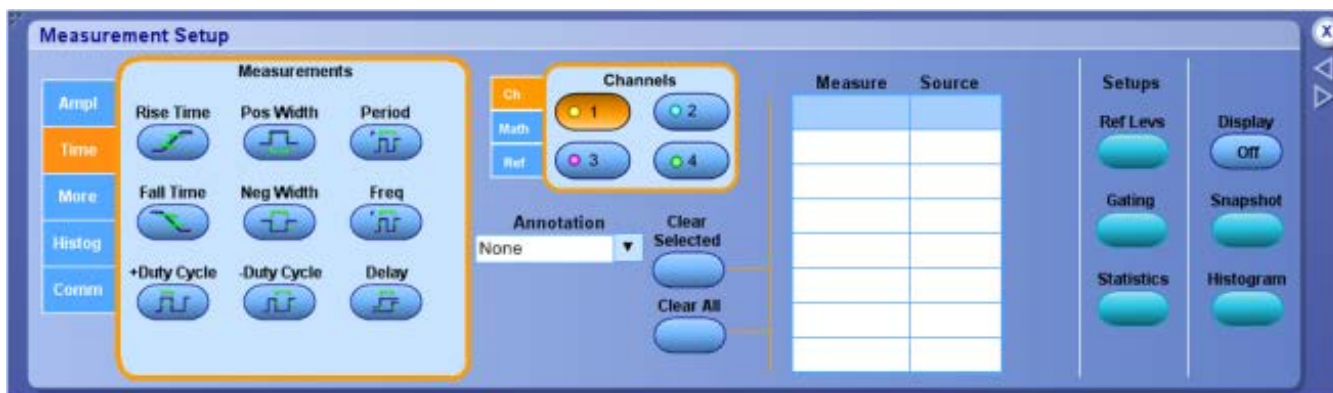 Measurement Setup
X
Ampl
Time
More
Histog
Comm
Measurements
Rise Time Pos Width Period
Fall Time Neg Width Freq
+Duty Cycle -Duty Cycle Delay
Ch
Math
Ref
Channels
1 2
3 4
Annotation
None
Clear
Selected
Clear All
Measure Source
Setups
Ref Levs
Gating
Statistics
Display
Off
Snapshot
Histogram